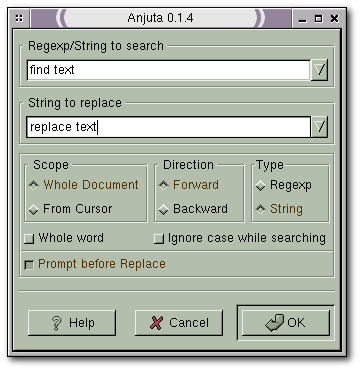 Anjuta 0.1.4
Regexp/String to search
find text
String to replace
replace text
Scope Direction Type
Whole Document Forward Regexp
From Cursor Backward String
Whole word Ignore case while searching
Prompt before Replace
? Help Cancel OK